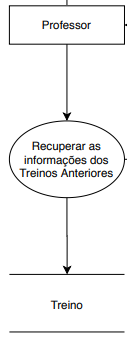 Professor
Recuperar as
informações dos
Treinos Anteriores
Treino